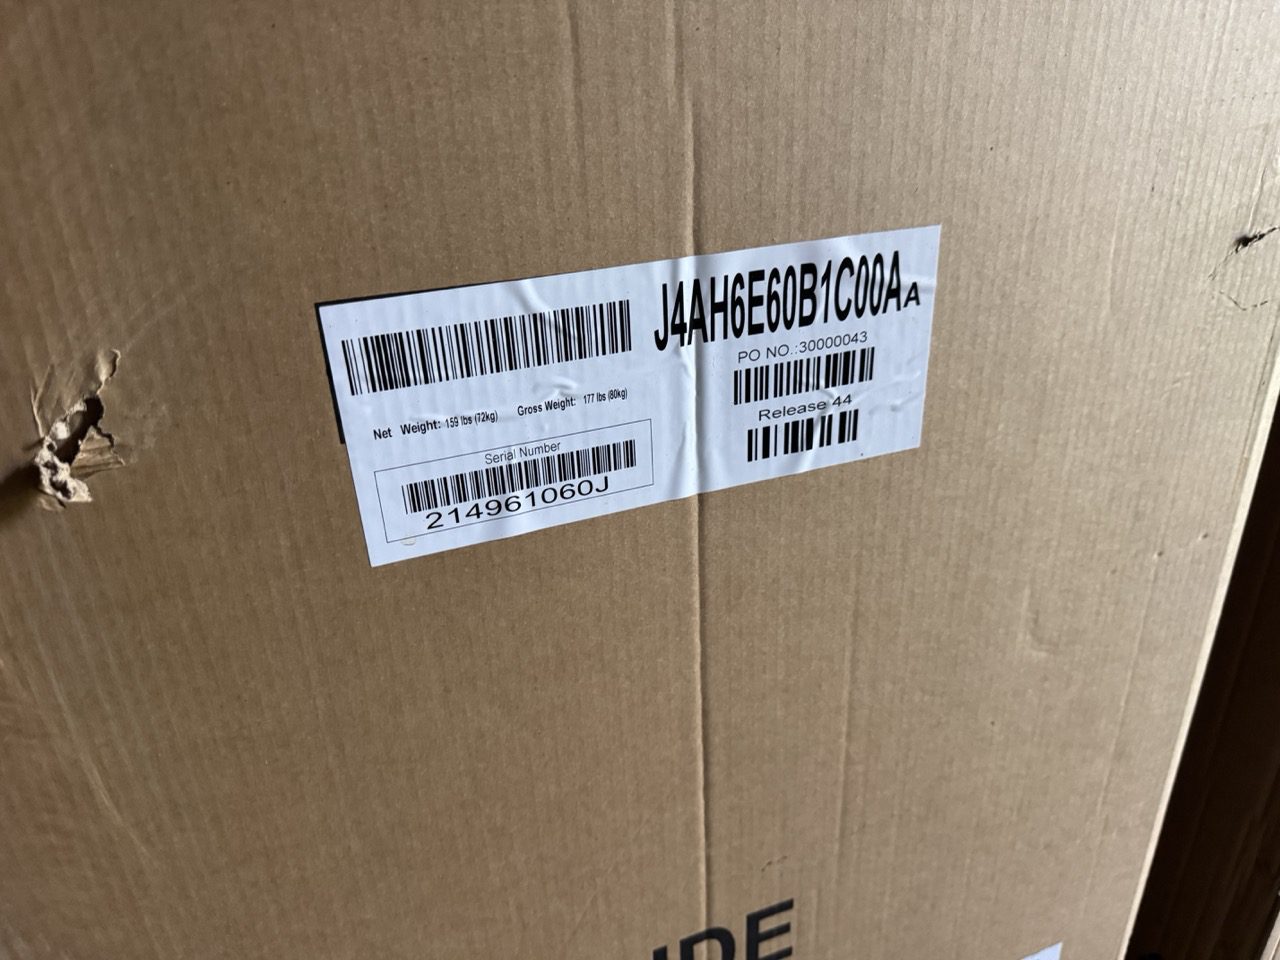 J4AH6E60B1C00A A
PO NO.:30000043
Net Weight: 159 lbs (72kg) Gross Weight: 177 lbs (80kg)
Release 44
Serial Number
214961060J
IDE